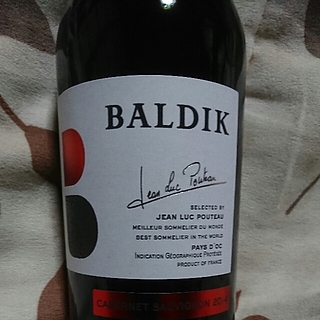 BALDIK
Jean Luc Pouteau
SELECTED BY
JEAN LUC POUTEAU
MEILLEUR SOMMELIER DU MONDE
BEST SOMMELIER IN THE WORLD
PAYS D'OC
INDICATION GÉOGRAPHIQUE PROTÉGÉE
PRODUCT OF FRANCE
CABERNET SAUVIGNON